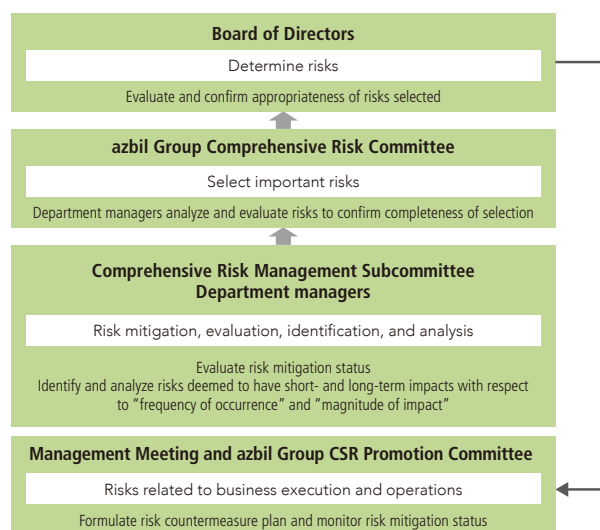 Board of Directors
Determine risks
Evaluate and confirm appropriateness of risks selected
azbil Group Comprehensive Risk Committee
Select important risks
Department managers analyze and evaluate risks to confirm completeness of selection
Comprehensive Risk Management Subcommittee
Department managers
Risk mitigation, evaluation, identification, and analysis
Evaluate risk mitigation status
Identify and analyze risks deemed to have short- and long-term impacts with respect
to “frequency of occurrence” and “magnitude of impact”
Management Meeting and azbil Group CSR Promotion Committee
Risks related to business execution and operations
Formulate risk countermeasure plan and monitor risk mitigation status